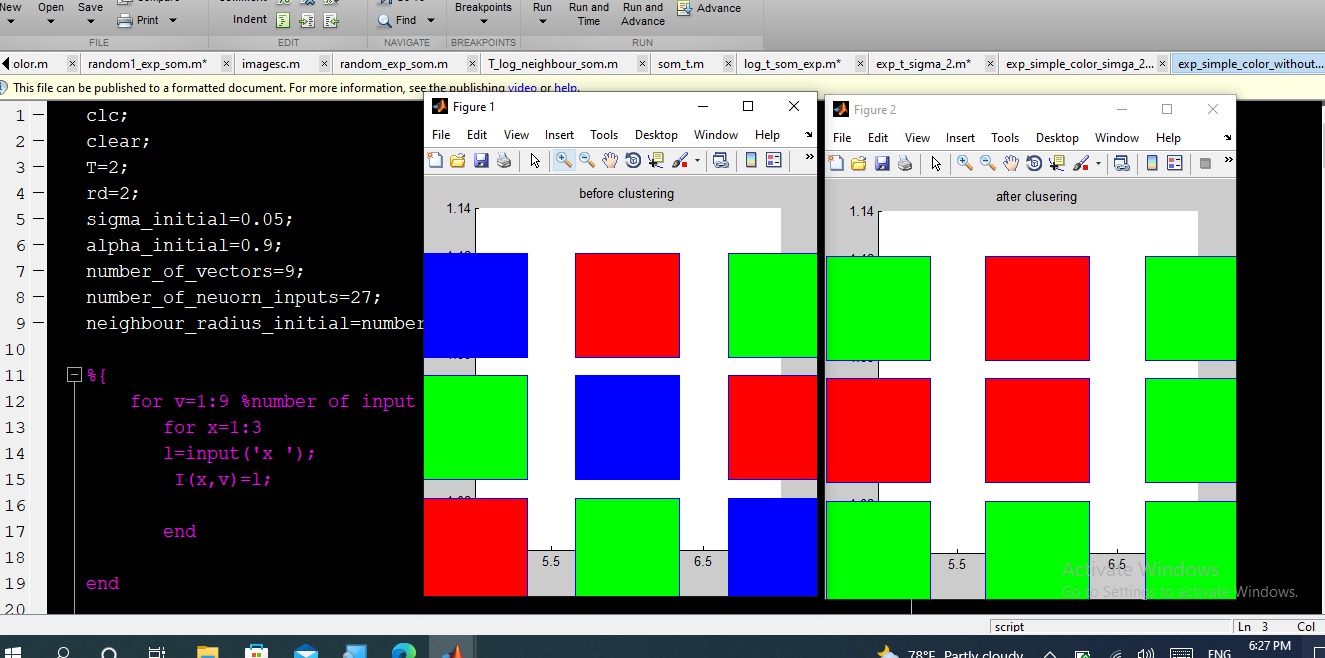 New Open Save Print
Indent Find
Breakpoints Run Run and Time Run and Advance Advance
FILE EDIT NAVIGATE BREAKPOINTS RUN
olor.m random1_exp_som.m* imagesc.m random_exp_som.m T_log_neighbour_som.m som_t.m log_t_som_exp.m* exp_t_sigma_2.m* exp_simple_color_simga_2... exp_simple_color_without...
This file can be published to a formatted document. For more information, see the publishing video or help.
1 clc;
2 clear;
3 T=2;
4 rd=2;
5 sigma_initial=0.05;
6 alpha_initial=0.9;
7 number_of_vectors=9;
8 number_of_neuorn_inputs=27;
9 neighbour_radius_initial=number
10
11 %{
12 for v=1:9 %number of input
13 for x=1:3
14 l=input('x ');
15 I(x,v)=l;
16
17 end
18
19 end
20
Figure 1
File Edit View Insert Tools Desktop Window Help
before clustering
1.14
5.5 6.5
Figure 2
File Edit View Insert Tools Desktop Window Help
after clusering
1.14
5.5 6.5
Activate Windows
Go to Settings to activate Windows.
script Ln 3 Col
78°F Partly cloudy ENG 6:27 PM